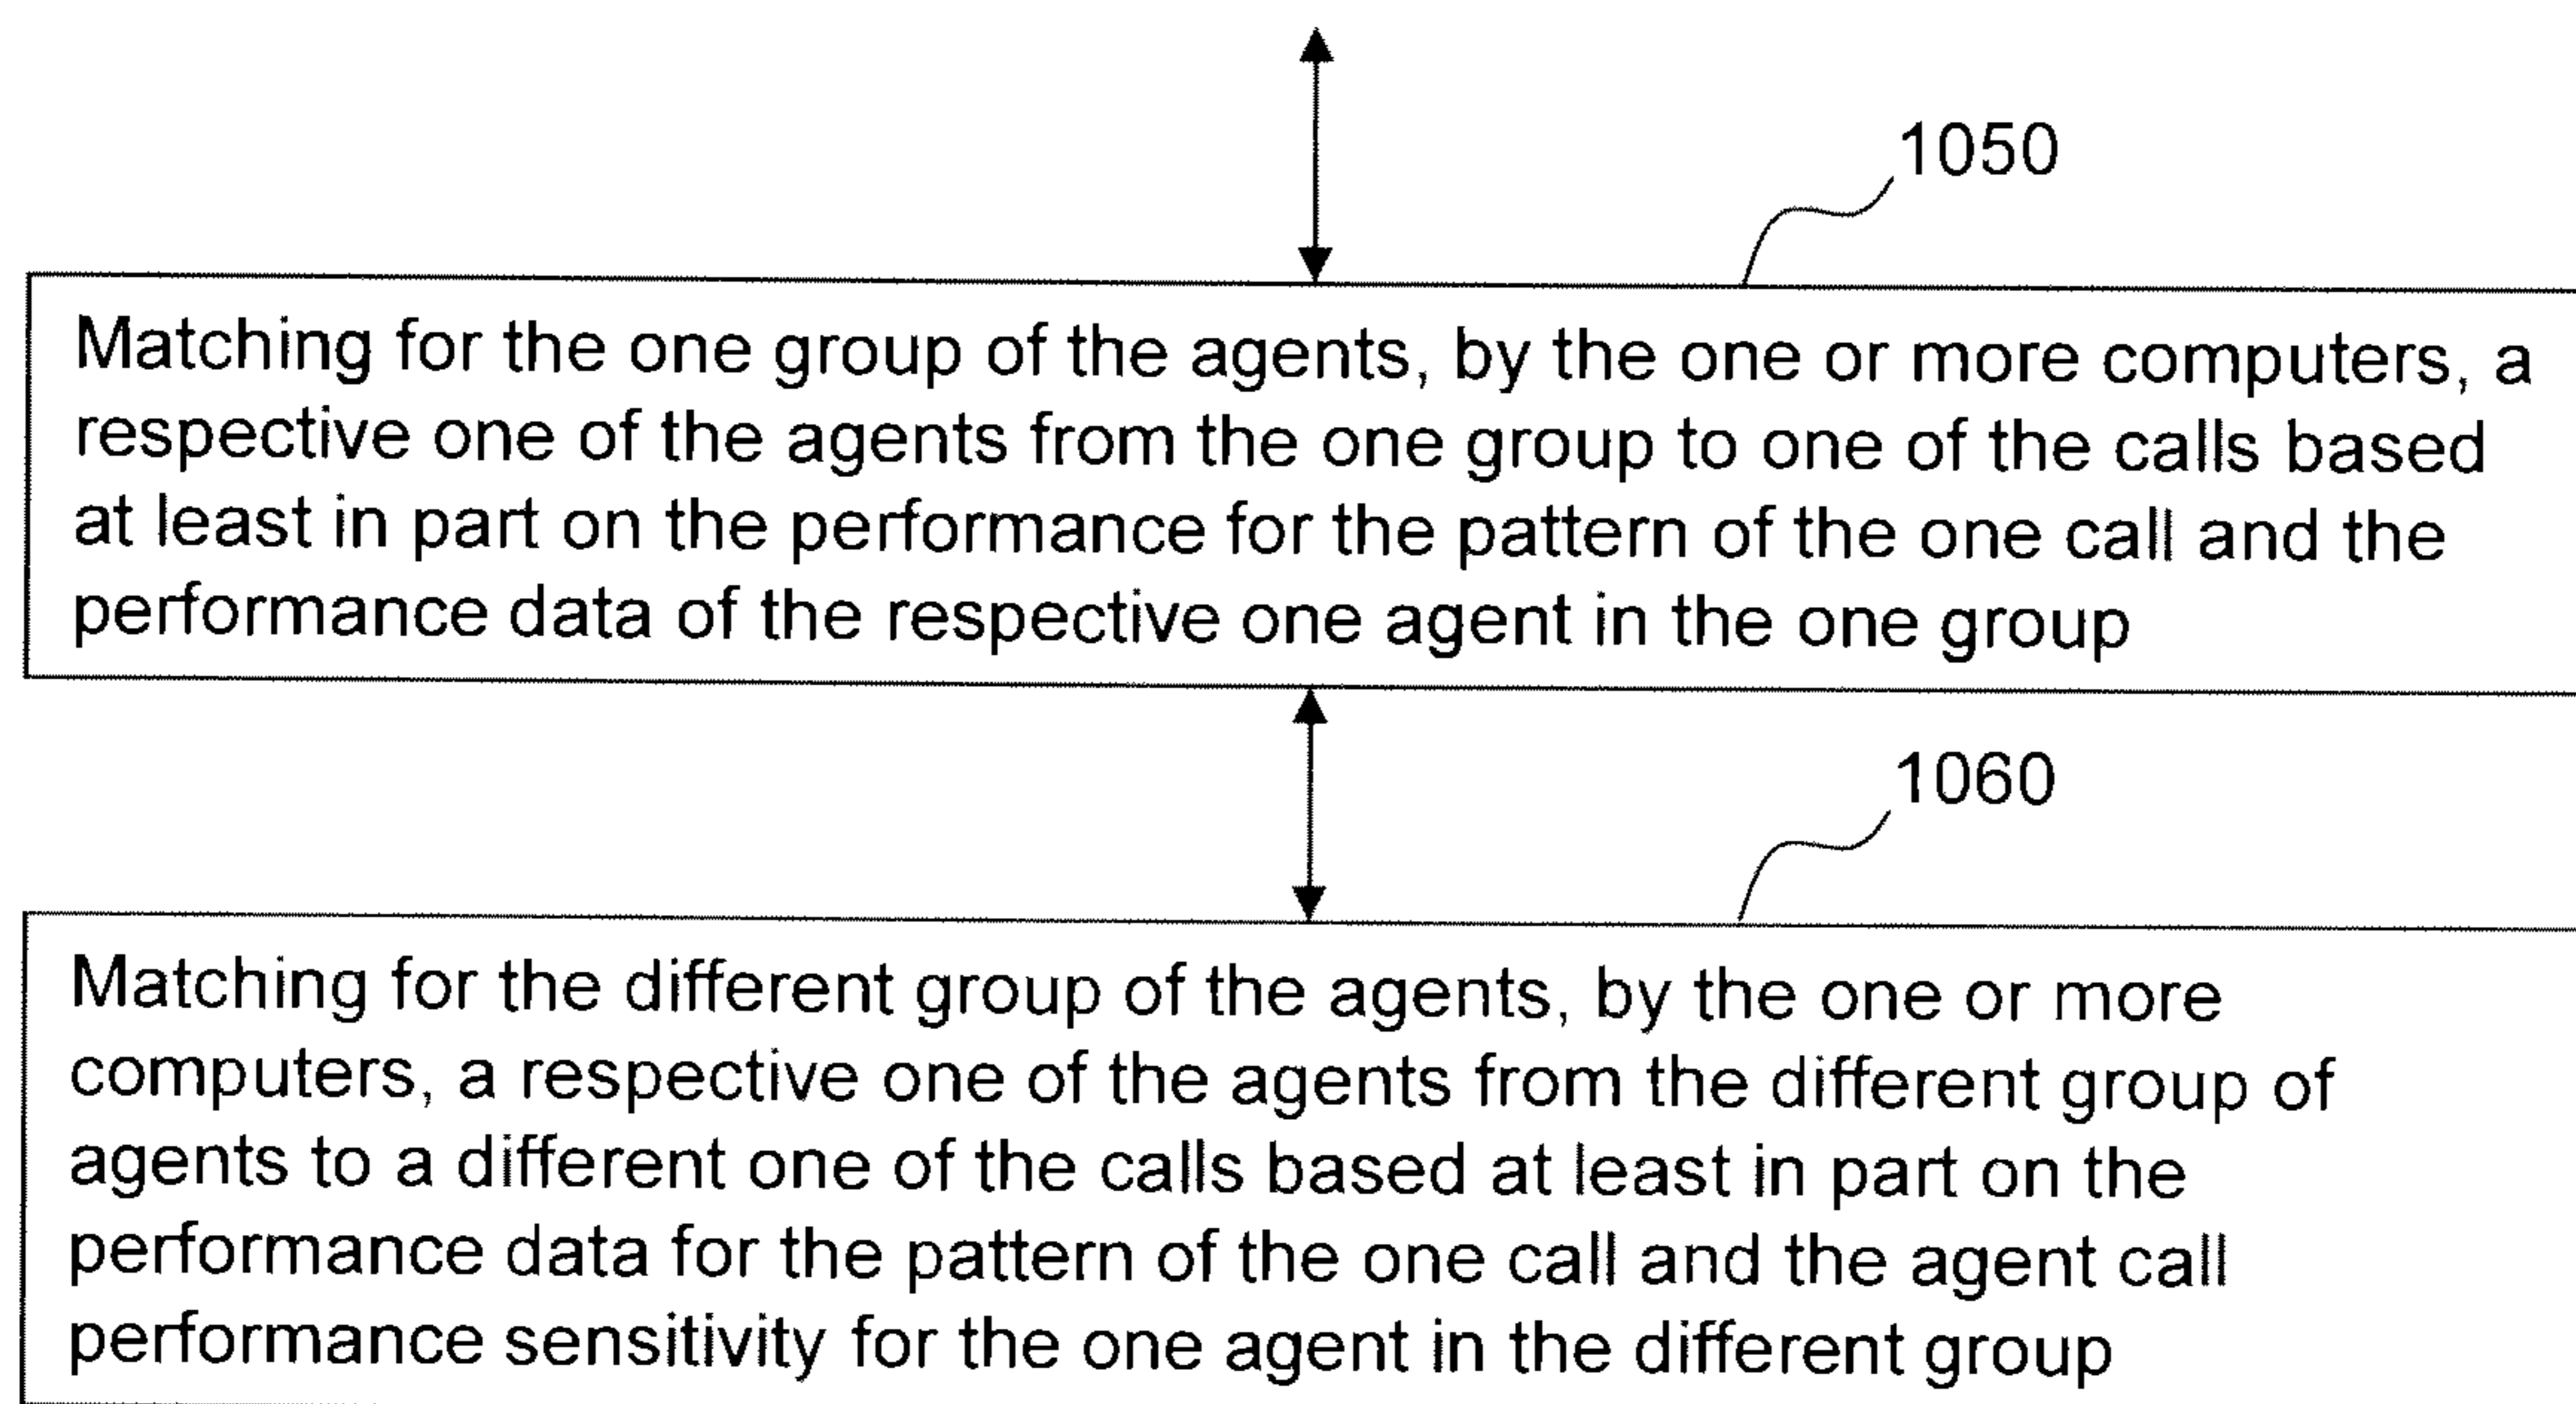 1050
Matching for the one group of the agents, by the one or more computers, a
respective one of the agents from the one group to one of the calls based
at least in part on the performance for the pattern of the one call and the
performance data of the respective one agent in the one group
1060
Matching for the different group of the agents, by the one or more
computers, a respective one of the agents from the different group of
agents to a different one of the calls based at least in part on the
performance data for the pattern of the one call and the agent call
performance sensitivity for the one agent in the different group